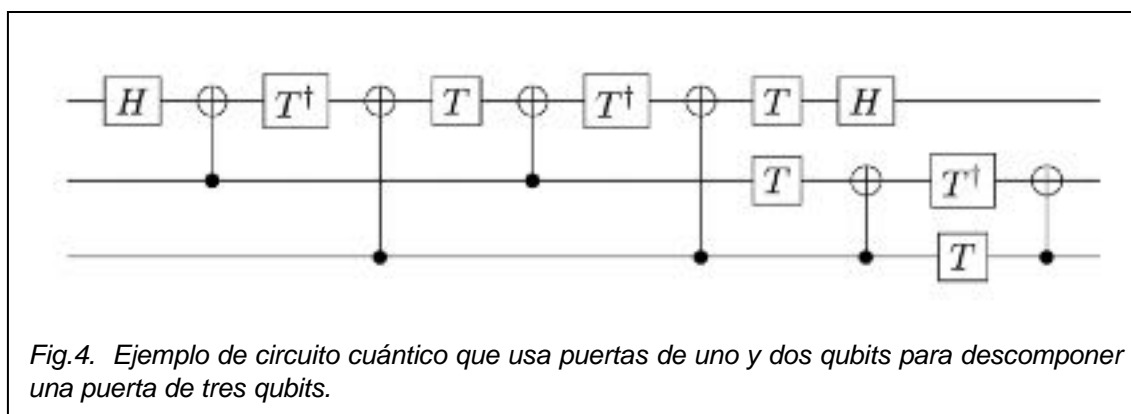 H T† T T† T H
T T†
T
Fig.4. Ejemplo de circuito cuántico que usa puertas de uno y dos qubits para descomponer
una puerta de tres qubits.